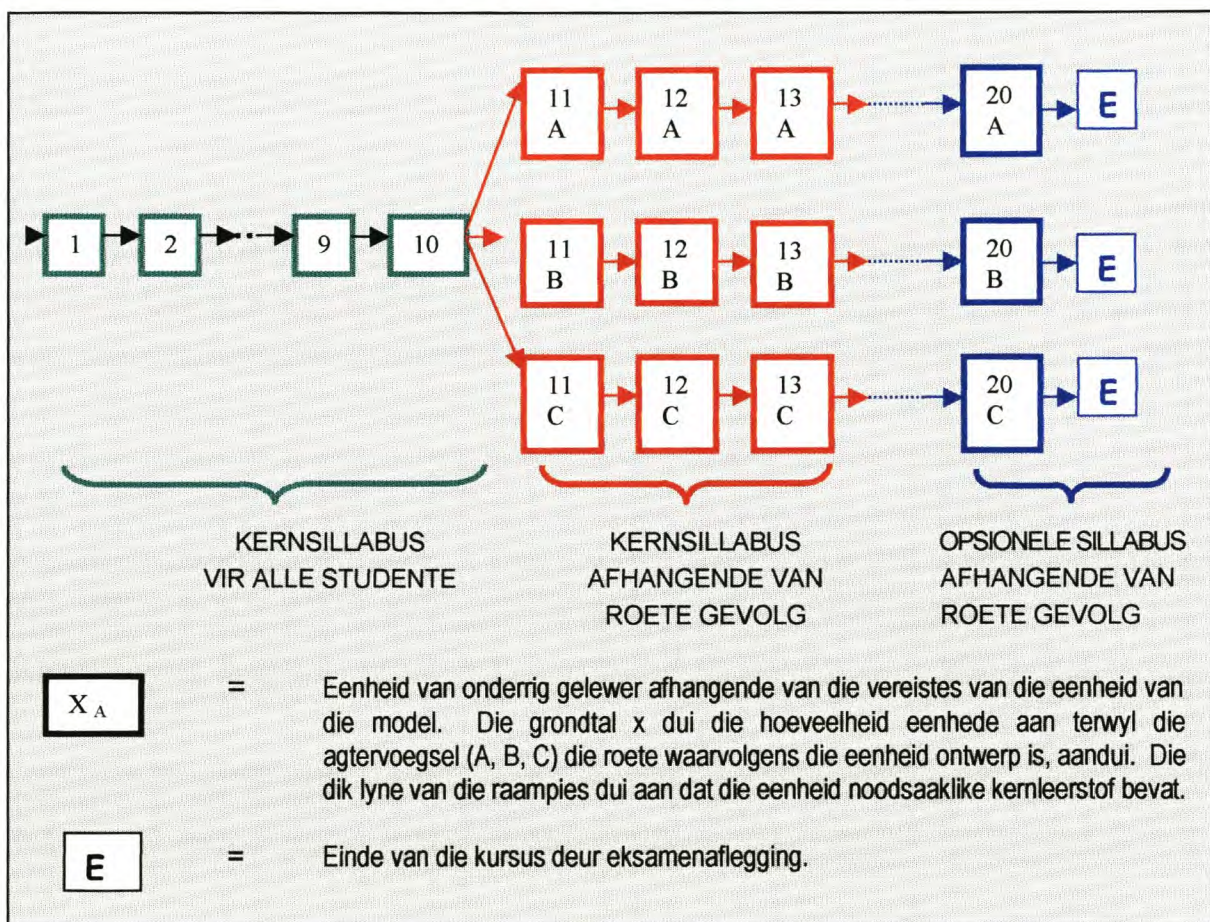 11 12 13 20
A A A A E
1 2 9 10
11 12 13 20
B B B B E
11 12 13 20
C C C C E
KERNSILLABUS
VIR ALLE STUDENTE
KERNSILLABUS
AFHANGENDE VAN
ROETE GEVOLG
OPSIONELE SILLABUS
AFHANGENDE VAN
ROETE GEVOLG
X A = Eenheid van onderrig gelewer afhangende van die vereistes van die eenheid van
die model. Die grondtal x dui die hoeveelheid eenhede aan terwyl die
agtervoegsel (A, B, C) die roete waarvolgens die eenheid ontwerp is, aandui. Die
dik lyne van die raampies dui aan dat die eenheid noodsaaklike kernleerstof bevat.
E = Einde van die kursus deur eksamenaflegging.